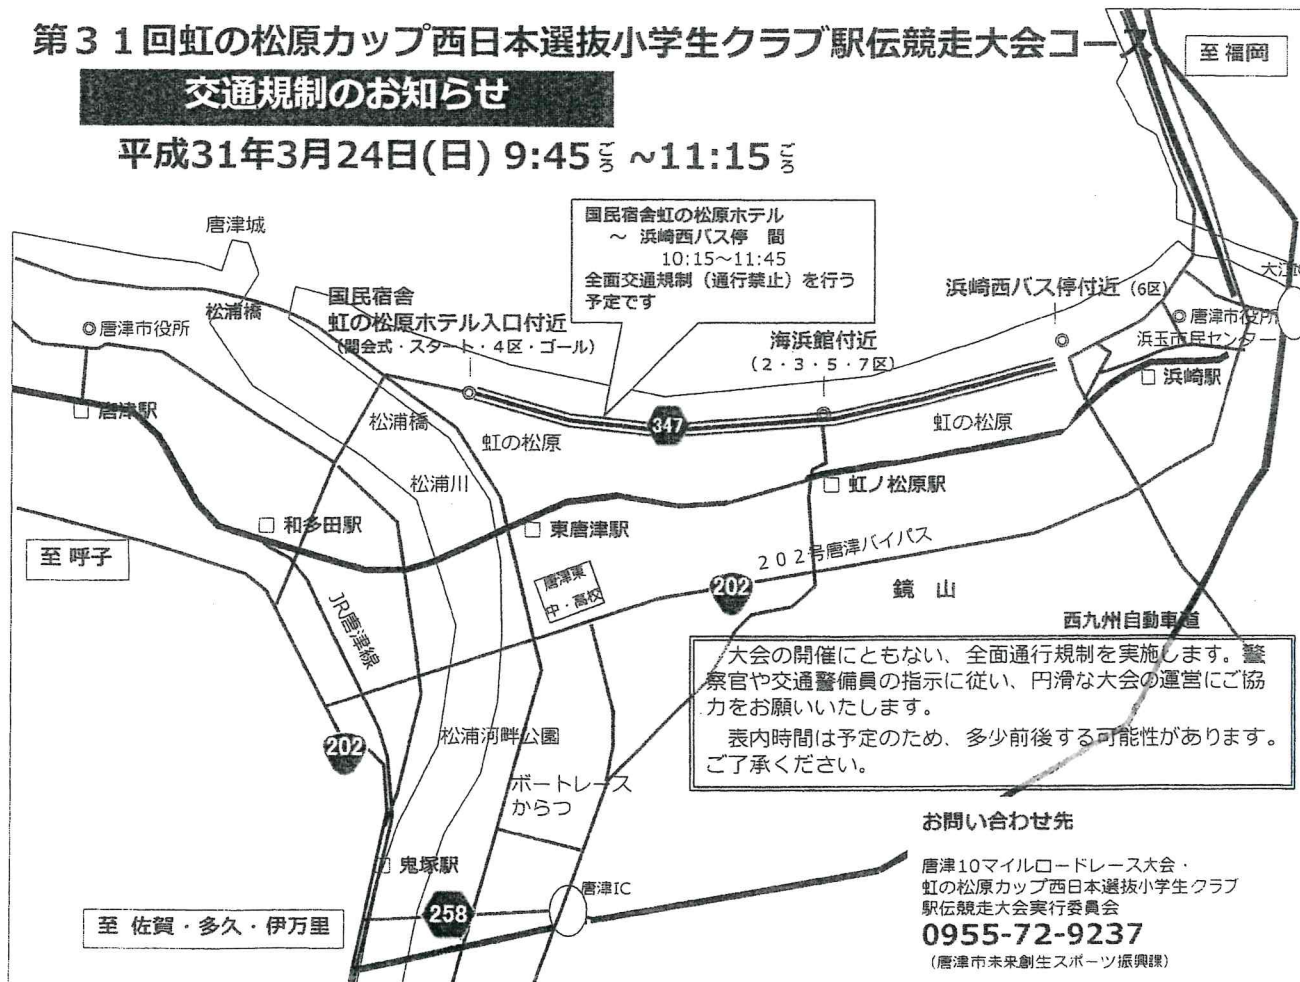 第３１回虹の松原カップ西日本選抜小学生クラブ駅伝競走大会コース
交通規制のお知らせ
平成31年3月24日(日) 9:45ごろ ~11:15ごろ
至 福岡
国民宿舎虹の松原ホテル
～ 浜崎西バス停 間
10:15～11:45
全面交通規制（通行禁止）を行う
予定です
唐津城
松浦橋
◎唐津市役所
国民宿舎
虹の松原ホテル入口付近
（開会式・スタート・4区・ゴール）
海浜館付近
（2・3・5・7区）
浜崎西バス停付近（6区）
◎唐津市役所
浜玉市民センター
□ 浜崎駅
□ 唐津駅
松浦橋
虹の松原
347
虹の松原
松浦川
□ 虹ノ松原駅
□ 和多田駅
□ 東唐津駅
至 呼子
２０２号唐津バイパス
唐津東
中・高校
202
鏡 山
JR唐津線
西九州自動車道
大会の開催にともない、全面通行規制を実施します。警
察官や交通警備員の指示に従い、円滑な大会の運営にご協
力をお願いいたします。
表内時間は予定のため、多少前後する可能性があります。
ご了承ください。
202
松浦河畔公園
ボートレース
からつ
□ 鬼塚駅
唐津IC
258
至 佐賀・多久・伊万里
お問い合わせ先
唐津10マイルロードレース大会・
虹の松原カップ西日本選抜小学生クラブ
駅伝競走大会実行委員会
0955-72-9237
（唐津市未来創生スポーツ振興課）